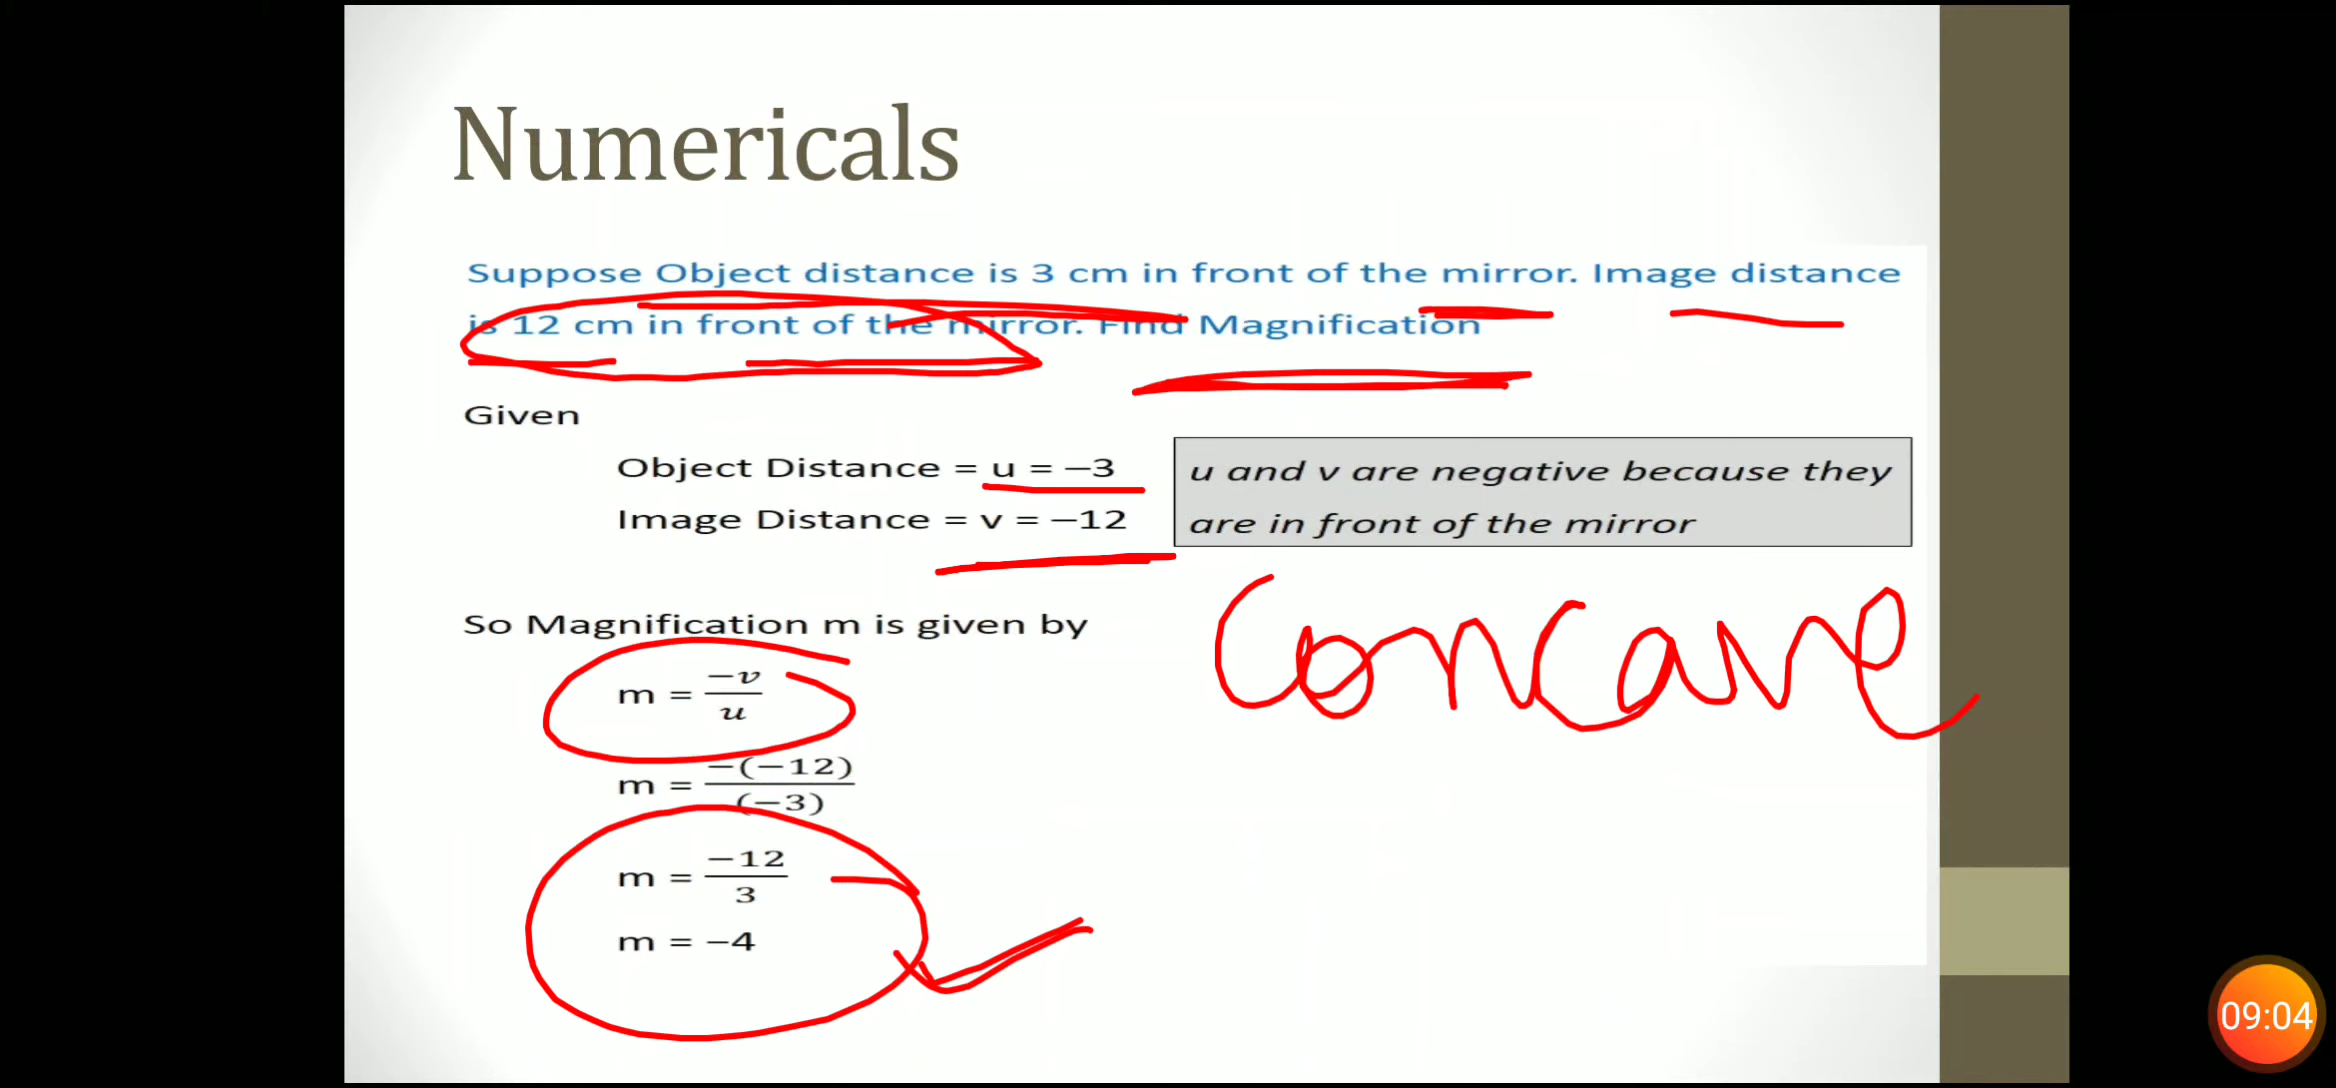 Numericals
Suppose Object distance is 3 cm in front of the mirror. Image distance
is 12 cm in front of the mirror. Find Magnification
Given
Object Distance = u = −3
Image Distance = v = −12
u and v are negative because they
are in front of the mirror
Concave
So Magnification m is given by
m = −v/u
m = −(−12)/(−3)
m = −12/3
m = −4
09:04